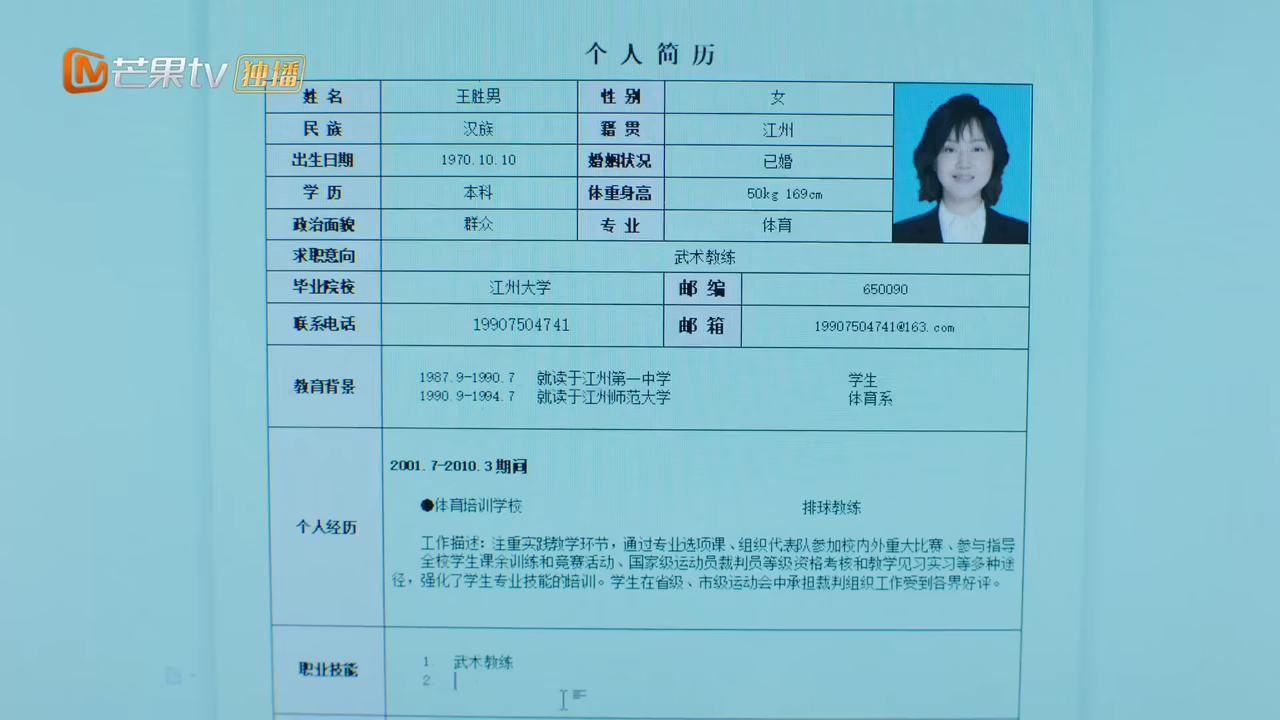 芒果tv 独播
个人简历
姓名 王胜男 性别 女
民族 汉族 籍贯 江州
出生日期 1970.10.10 婚姻状况 已婚
学历 本科 体重身高 50kg 169cm
政治面貌 群众 专业 体育
求职意向 武术教练
毕业院校 江州大学 邮编 650090
联系电话 19907504741 邮箱 19907504741@163.com
教育背景
1987.9-1990.7 就读于江州第一中学 学生
1990.9-1994.7 就读于江州师范大学 体育系
个人经历
2001.7-2010.3期间
●体育培训学校 排球教练
工作描述：注重实践教学环节，通过专业选项课、组织代表队参加校内外重大比赛、参与指导
全校学生课余训练和竞赛活动、国家级运动员裁判员等级资格考核和教学见习实习等多种途
径，强化了学生专业技能的培训。学生在省级、市级运动会中承担裁判组织工作受到各界好评。
职业技能
1. 武术教练
2